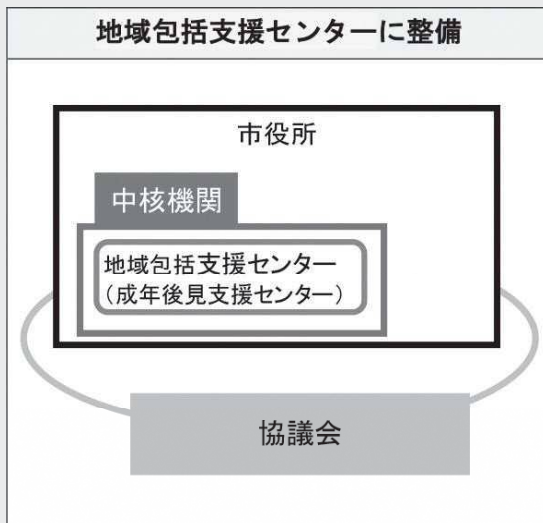 地域包括支援センターに整備
市役所
中核機関
地域包括支援センター
（成年後見支援センター）
協議会